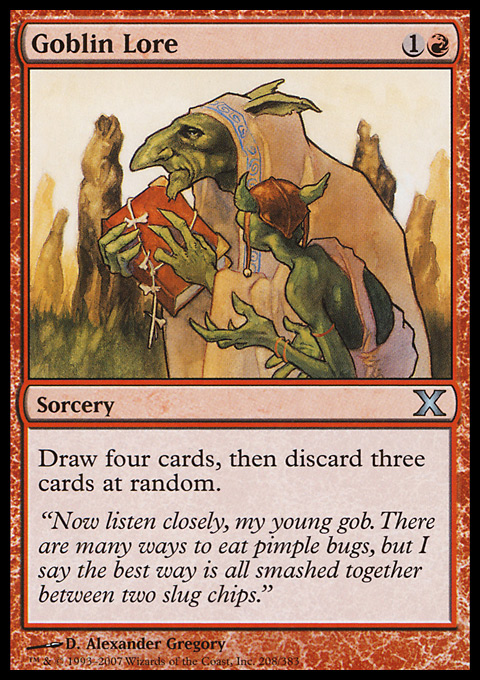 Goblin Lore 1
Sorcery X
Draw four cards, then discard three
cards at random.
“Now listen closely, my young gob. There
are many ways to eat pimple bugs, but I
say the best way is all smashed together
between two slug chips.”
D. Alexander Gregory
™ & © 1993–2007 Wizards of the Coast, Inc. 208/383